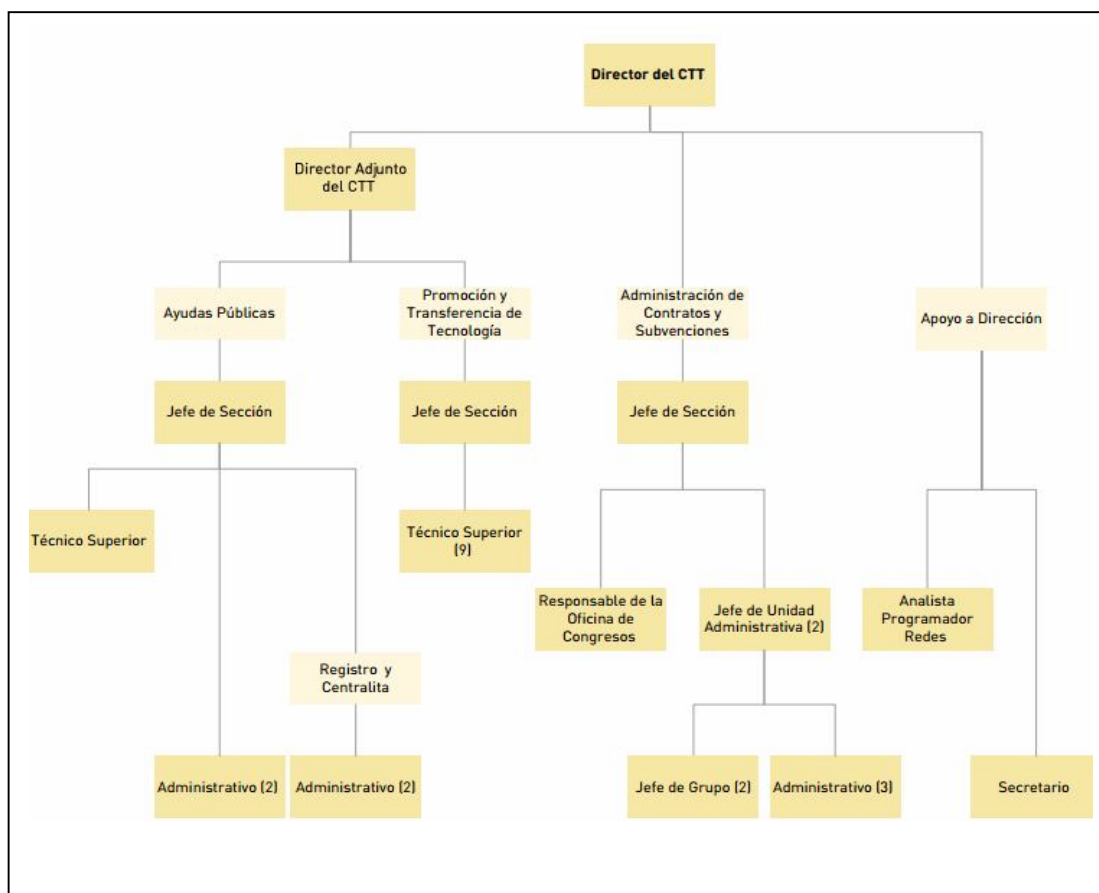 Director del CTT
Director Adjunto
del CTT
Ayudas Públicas
Promoción y
Transferencia de
Tecnología
Administración de
Contratos y
Subvenciones
Apoyo a Dirección
Jefe de Sección
Jefe de Sección
Jefe de Sección
Técnico Superior
Técnico Superior
(9)
Responsable de la
Oficina de
Congresos
Jefe de Unidad
Administrativa (2)
Analista
Programador
Redes
Registro y
Centralita
Administrativo (2)
Administrativo (2)
Jefe de Grupo (2)
Administrativo (3)
Secretario